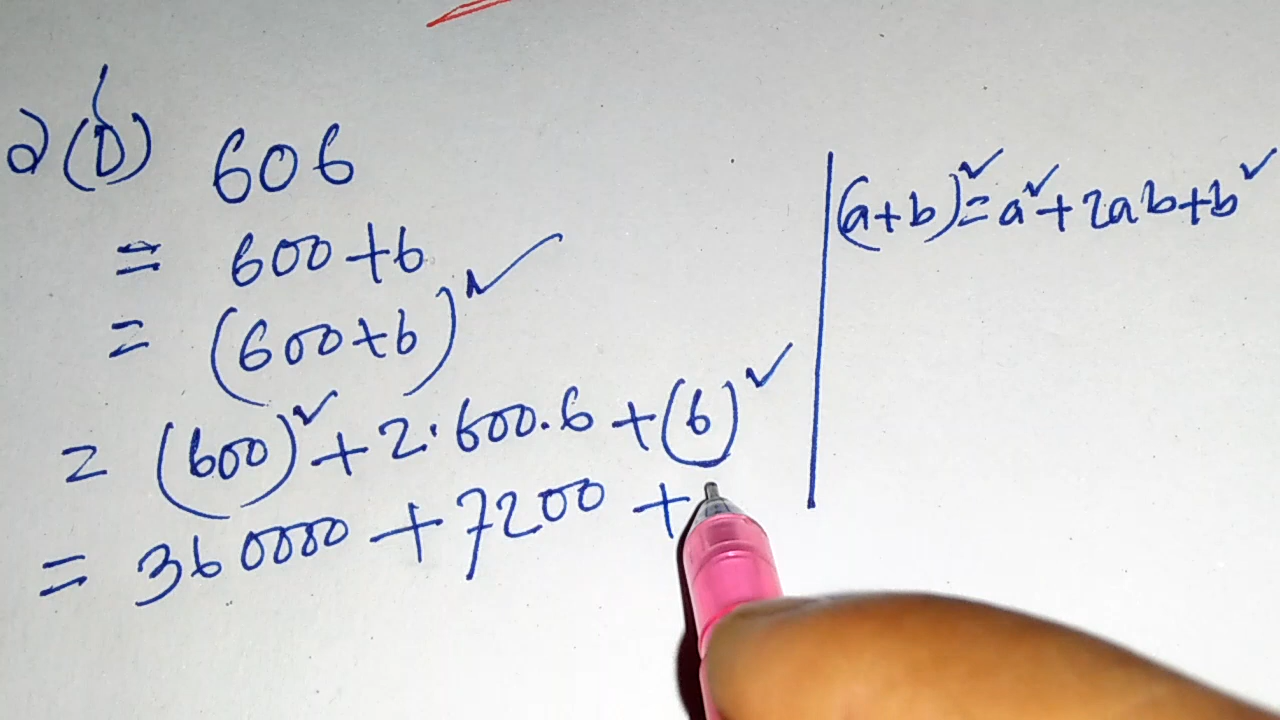 2(b) 606
= 600+6
= (600+6)²
= (600)² + 2·600·6 + (6)²
= 360000 + 7200 +
(a+b)² = a² + 2ab + b²